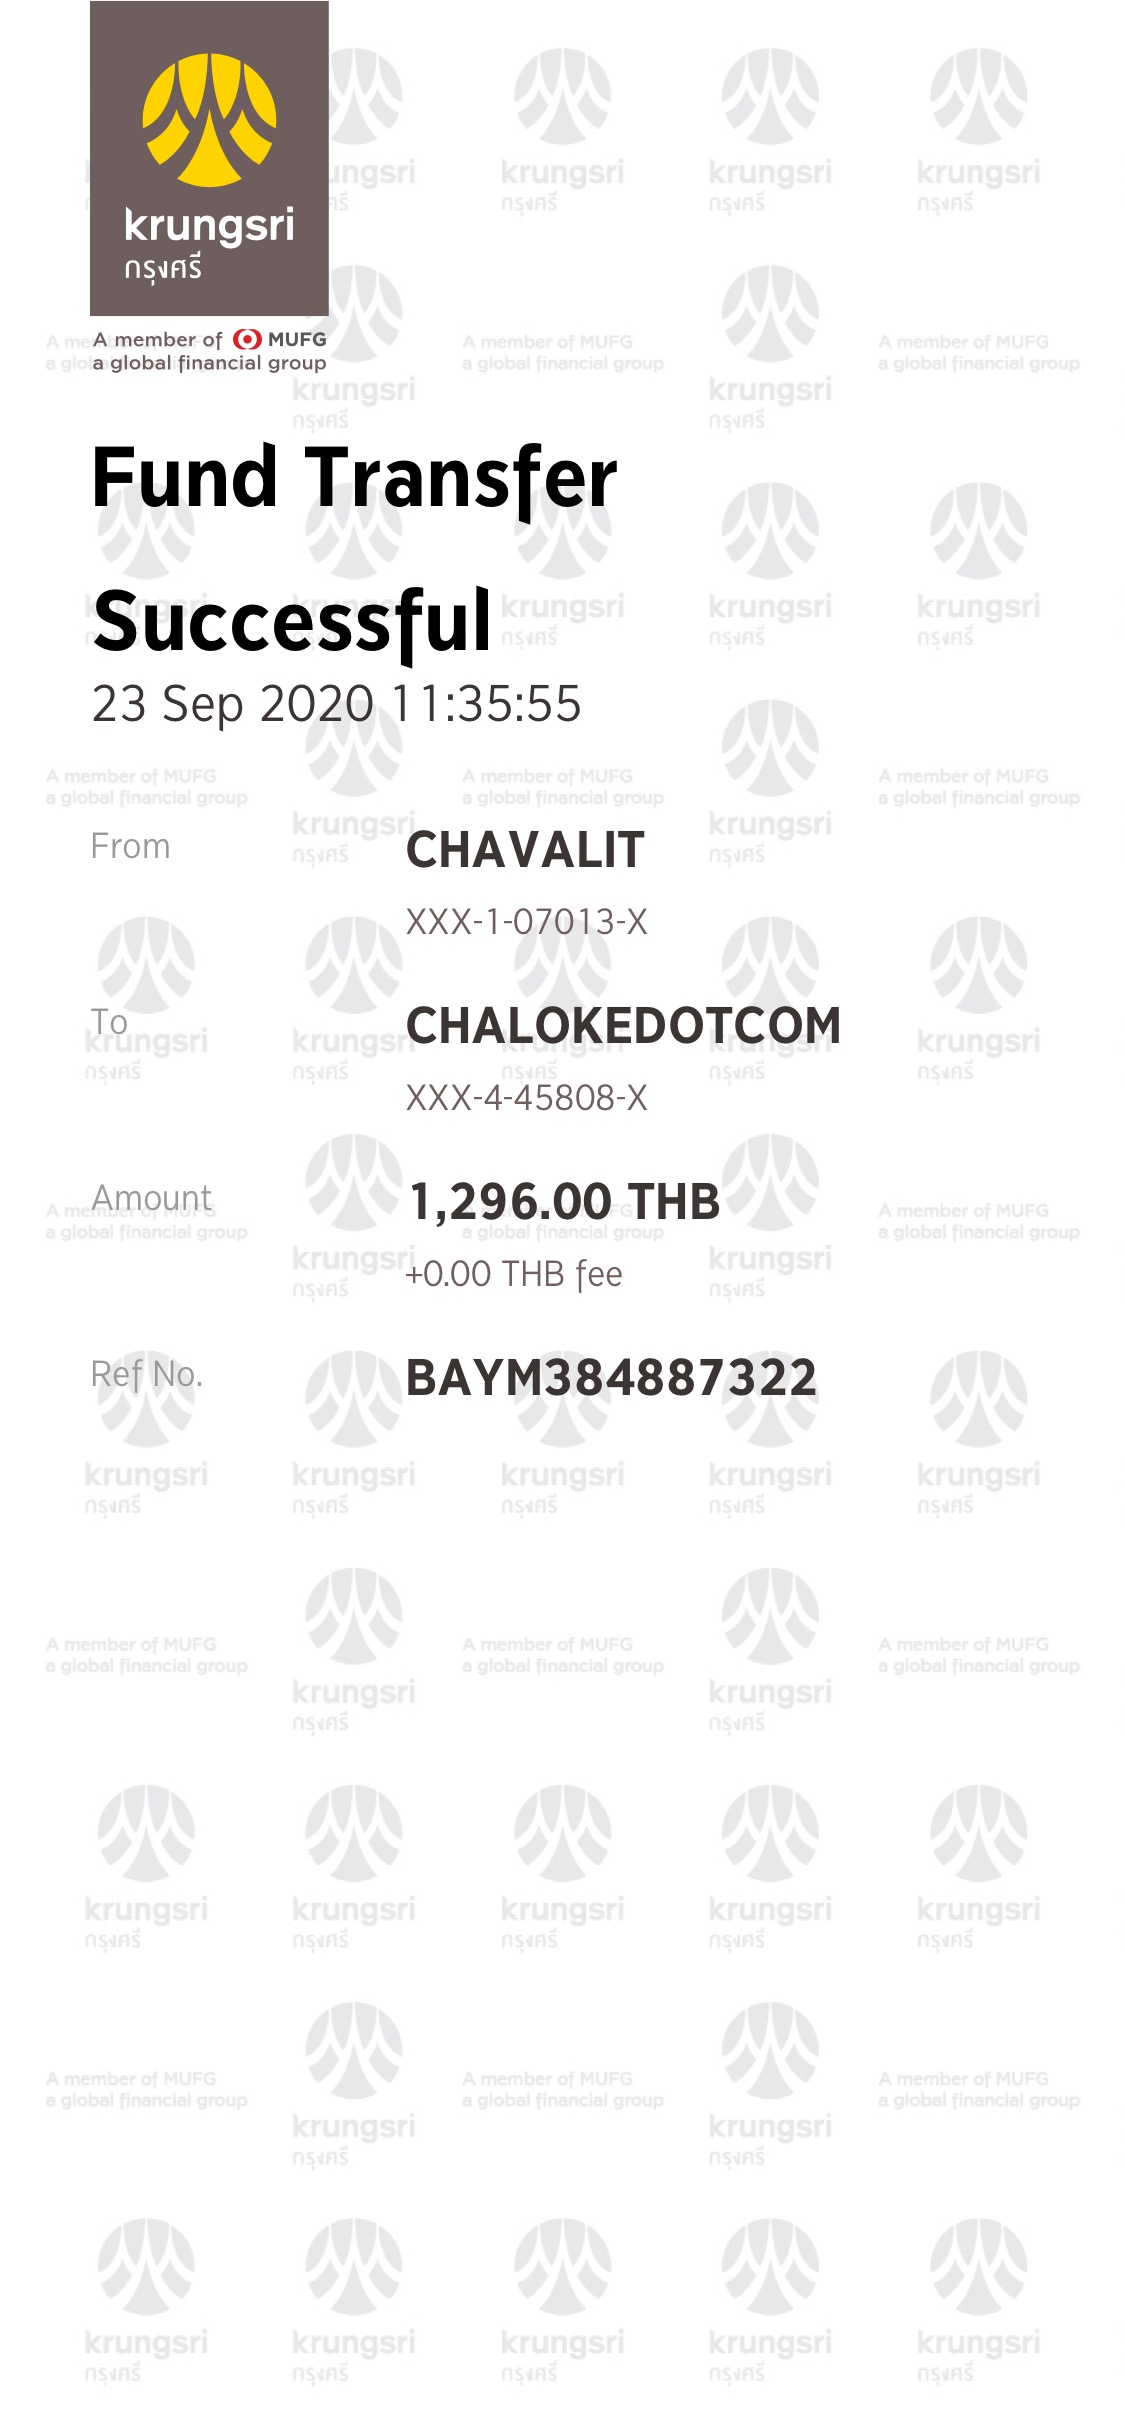 krungsri
กรุงศรี
A member of MUFG
a global financial group
Fund Transfer
Successful
23 Sep 2020 11:35:55
From CHAVALIT
XXX-1-07013-X
To CHALOKEDOTCOM
XXX-4-45808-X
Amount 1,296.00 THB
+0.00 THB fee
Ref No. BAYM384887322